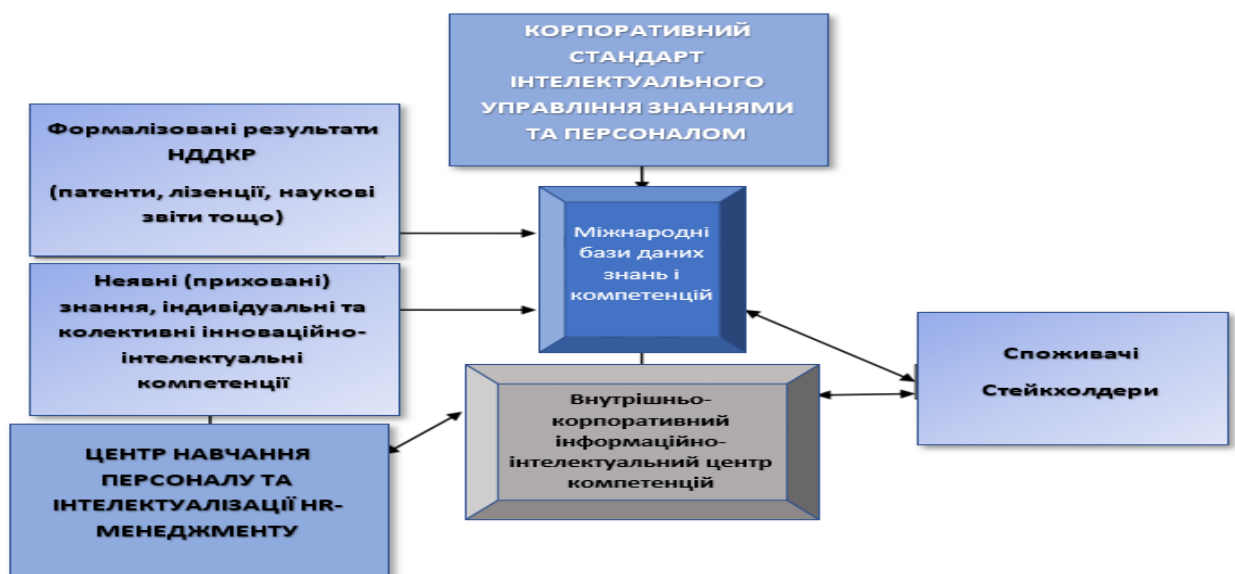 КОРПОРАТИВНИЙ
СТАНДАРТ
ІНТЕЛЕКТУАЛЬНОГО
УПРАВЛІННЯ ЗНАННЯМИ
ТА ПЕРСОНАЛОМ
Формалізовані результати
НДДКР
(патенти, лізенції, наукові
звіти тощо)
Міжнародні
бази даних
знань і
компетенцій
Неявні (приховані)
знання, індивідуальні та
колективні інноваційно-
інтелектуальні
компетенції
Споживачі
Стейкхолдери
Внутрішньо-
корпоративний
інформаційно-
інтелектуальний центр
компетенцій
ЦЕНТР НАВЧАННЯ
ПЕРСОНАЛУ ТА
ІНТЕЛЕКТУАЛІЗАЦІЇ HR-
МЕНЕДЖМЕНТУ